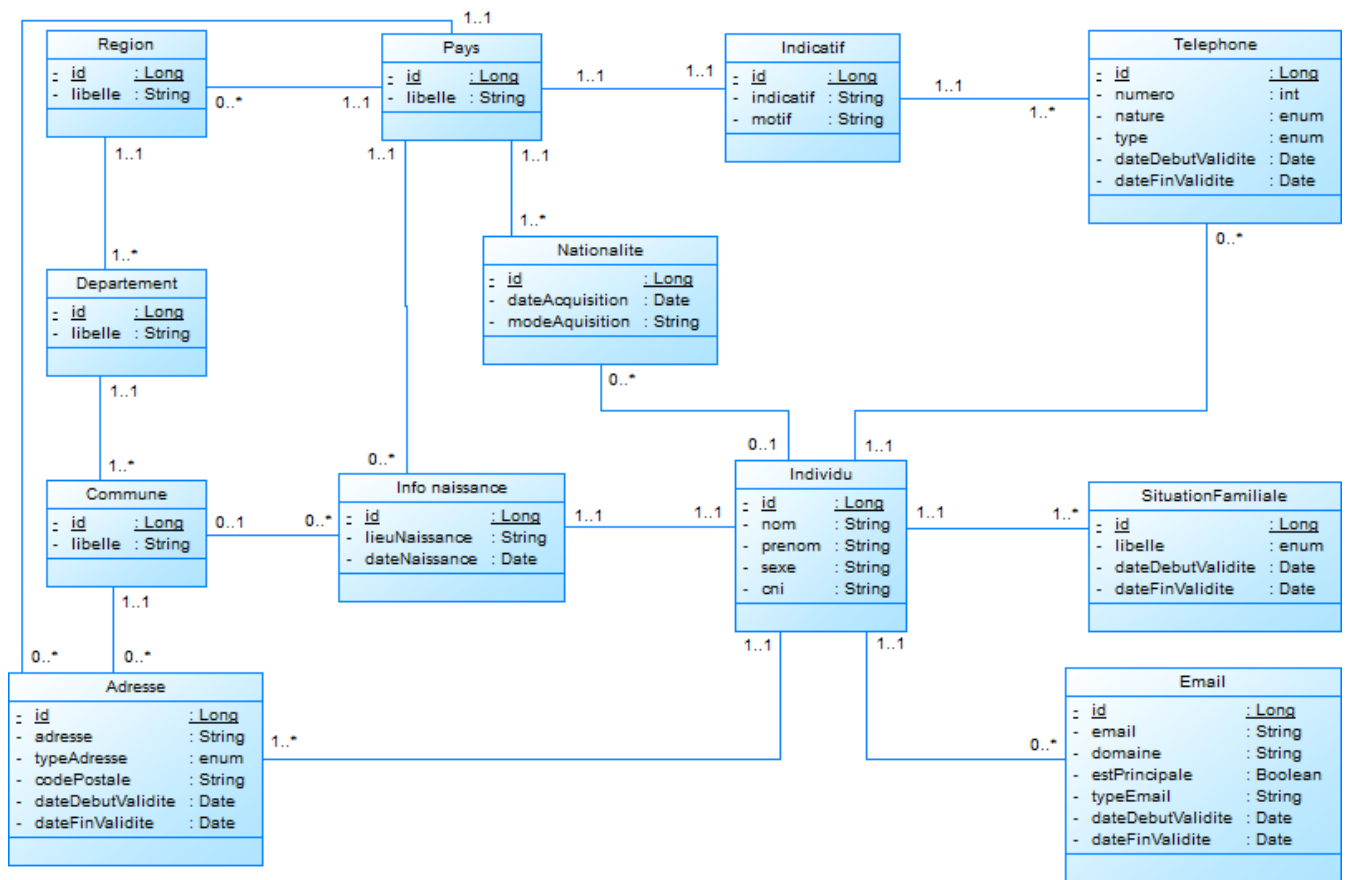 1..1
Region
- id : Long
- libelle : String
0..*
1..1
Pays
- id : Long
- libelle : String
1..1
1..1
Indicatif
- id : Long
- indicatif : String
- motif : String
1..1
1..*
Telephone
- id : Long
- numero : int
- nature : enum
- type : enum
- dateDebutValidite : Date
- dateFinValidite : Date
0..*
1..1
1..1
1..1
1..*
1..*
Departement
- id : Long
- libelle : String
1..1
Nationalite
- id : Long
- dateAcquisition : Date
- modeAquisition : String
0..*
1..*
0..*
0..1
1..1
Commune
- id : Long
- libelle : String
0..1
0..*
Info naissance
- id : Long
- lieuNaissance : String
- dateNaissance : Date
1..1
1..1
Individu
- id : Long
- nom : String
- prenom : String
- sexe : String
- cni : String
1..1
1..*
SituationFamiliale
- id : Long
- libelle : enum
- dateDebutValidite : Date
- dateFinValidite : Date
1..1
0..*
0..*
1..1
1..1
Adresse
- id : Long
- adresse : String
- typeAdresse : enum
- codePostale : String
- dateDebutValidite : Date
- dateFinValidite : Date
1..*
0..*
Email
- id : Long
- email : String
- domaine : String
- estPrincipale : Boolean
- typeEmail : String
- dateDebutValidite : Date
- dateFinValidite : Date